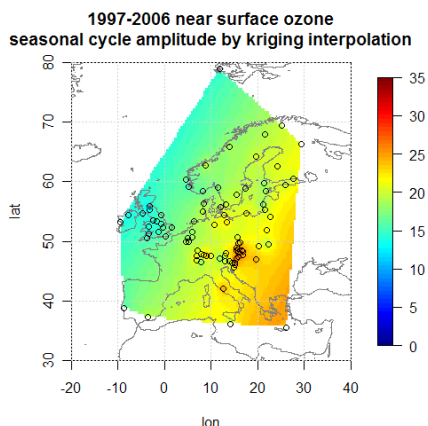 1997-2006 near surface ozone
seasonal cycle amplitude by kriging interpolation
80
70
60
50
40
30
lat
-20 -10 0 10 20 30 40
lon
35
30
25
20
15
10
5
0